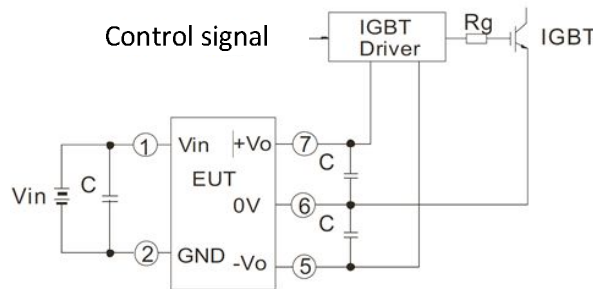 Control signal
IGBT
Driver
Rg
IGBT
1
Vin
+Vo
7
C
Vin
C
EUT
0V
6
C
2
GND
-Vo
5